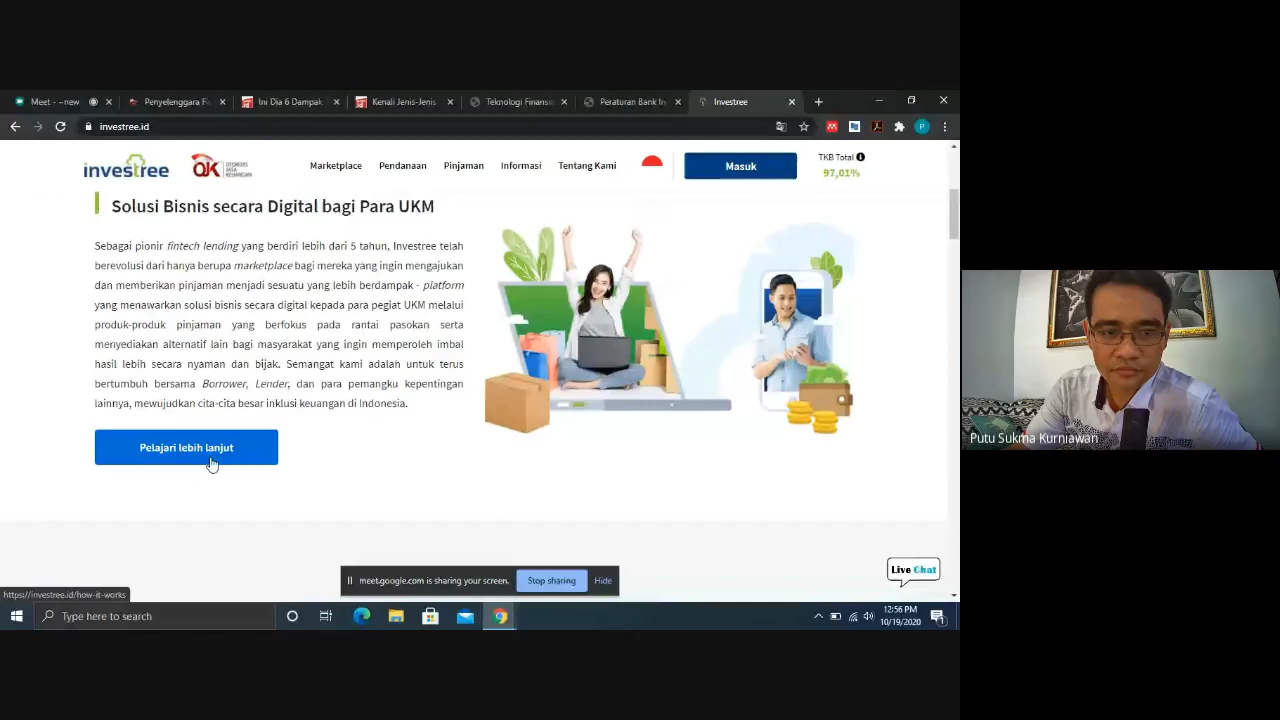 Meet - ~new
Penyelenggara Fi
Ini Dia 6 Dampak
Kenali Jenis-Jenis
Teknologi Finansi
Peraturan Bank In
Investree
investree.id
investree
OJK OTORITAS JASA KEUANGAN
Marketplace
Pendanaan
Pinjaman
Informasi
Tentang Kami
Masuk
TKB Total
97,01%
Solusi Bisnis secara Digital bagi Para UKM
Sebagai pionir fintech lending yang berdiri lebih dari 5 tahun, Investree telah
berevolusi dari hanya berupa marketplace bagi mereka yang ingin mengajukan
dan memberikan pinjaman menjadi sesuatu yang lebih berdampak - platform
yang menawarkan solusi bisnis secara digital kepada para pegiat UKM melalui
produk-produk pinjaman yang berfokus pada rantai pasokan serta
menyediakan alternatif lain bagi masyarakat yang ingin memperoleh imbal
hasil lebih secara nyaman dan bijak. Semangat kami adalah untuk terus
bertumbuh bersama Borrower, Lender, dan para pemangku kepentingan
lainnya, mewujudkan cita-cita besar inklusi keuangan di Indonesia.
Pelajari lebih lanjut
Putu Sukma Kurniawan
Live Chat
meet.google.com is sharing your screen.
Stop sharing
Hide
https://investree.id/how-it-works
Type here to search
12:56 PM
10/19/2020